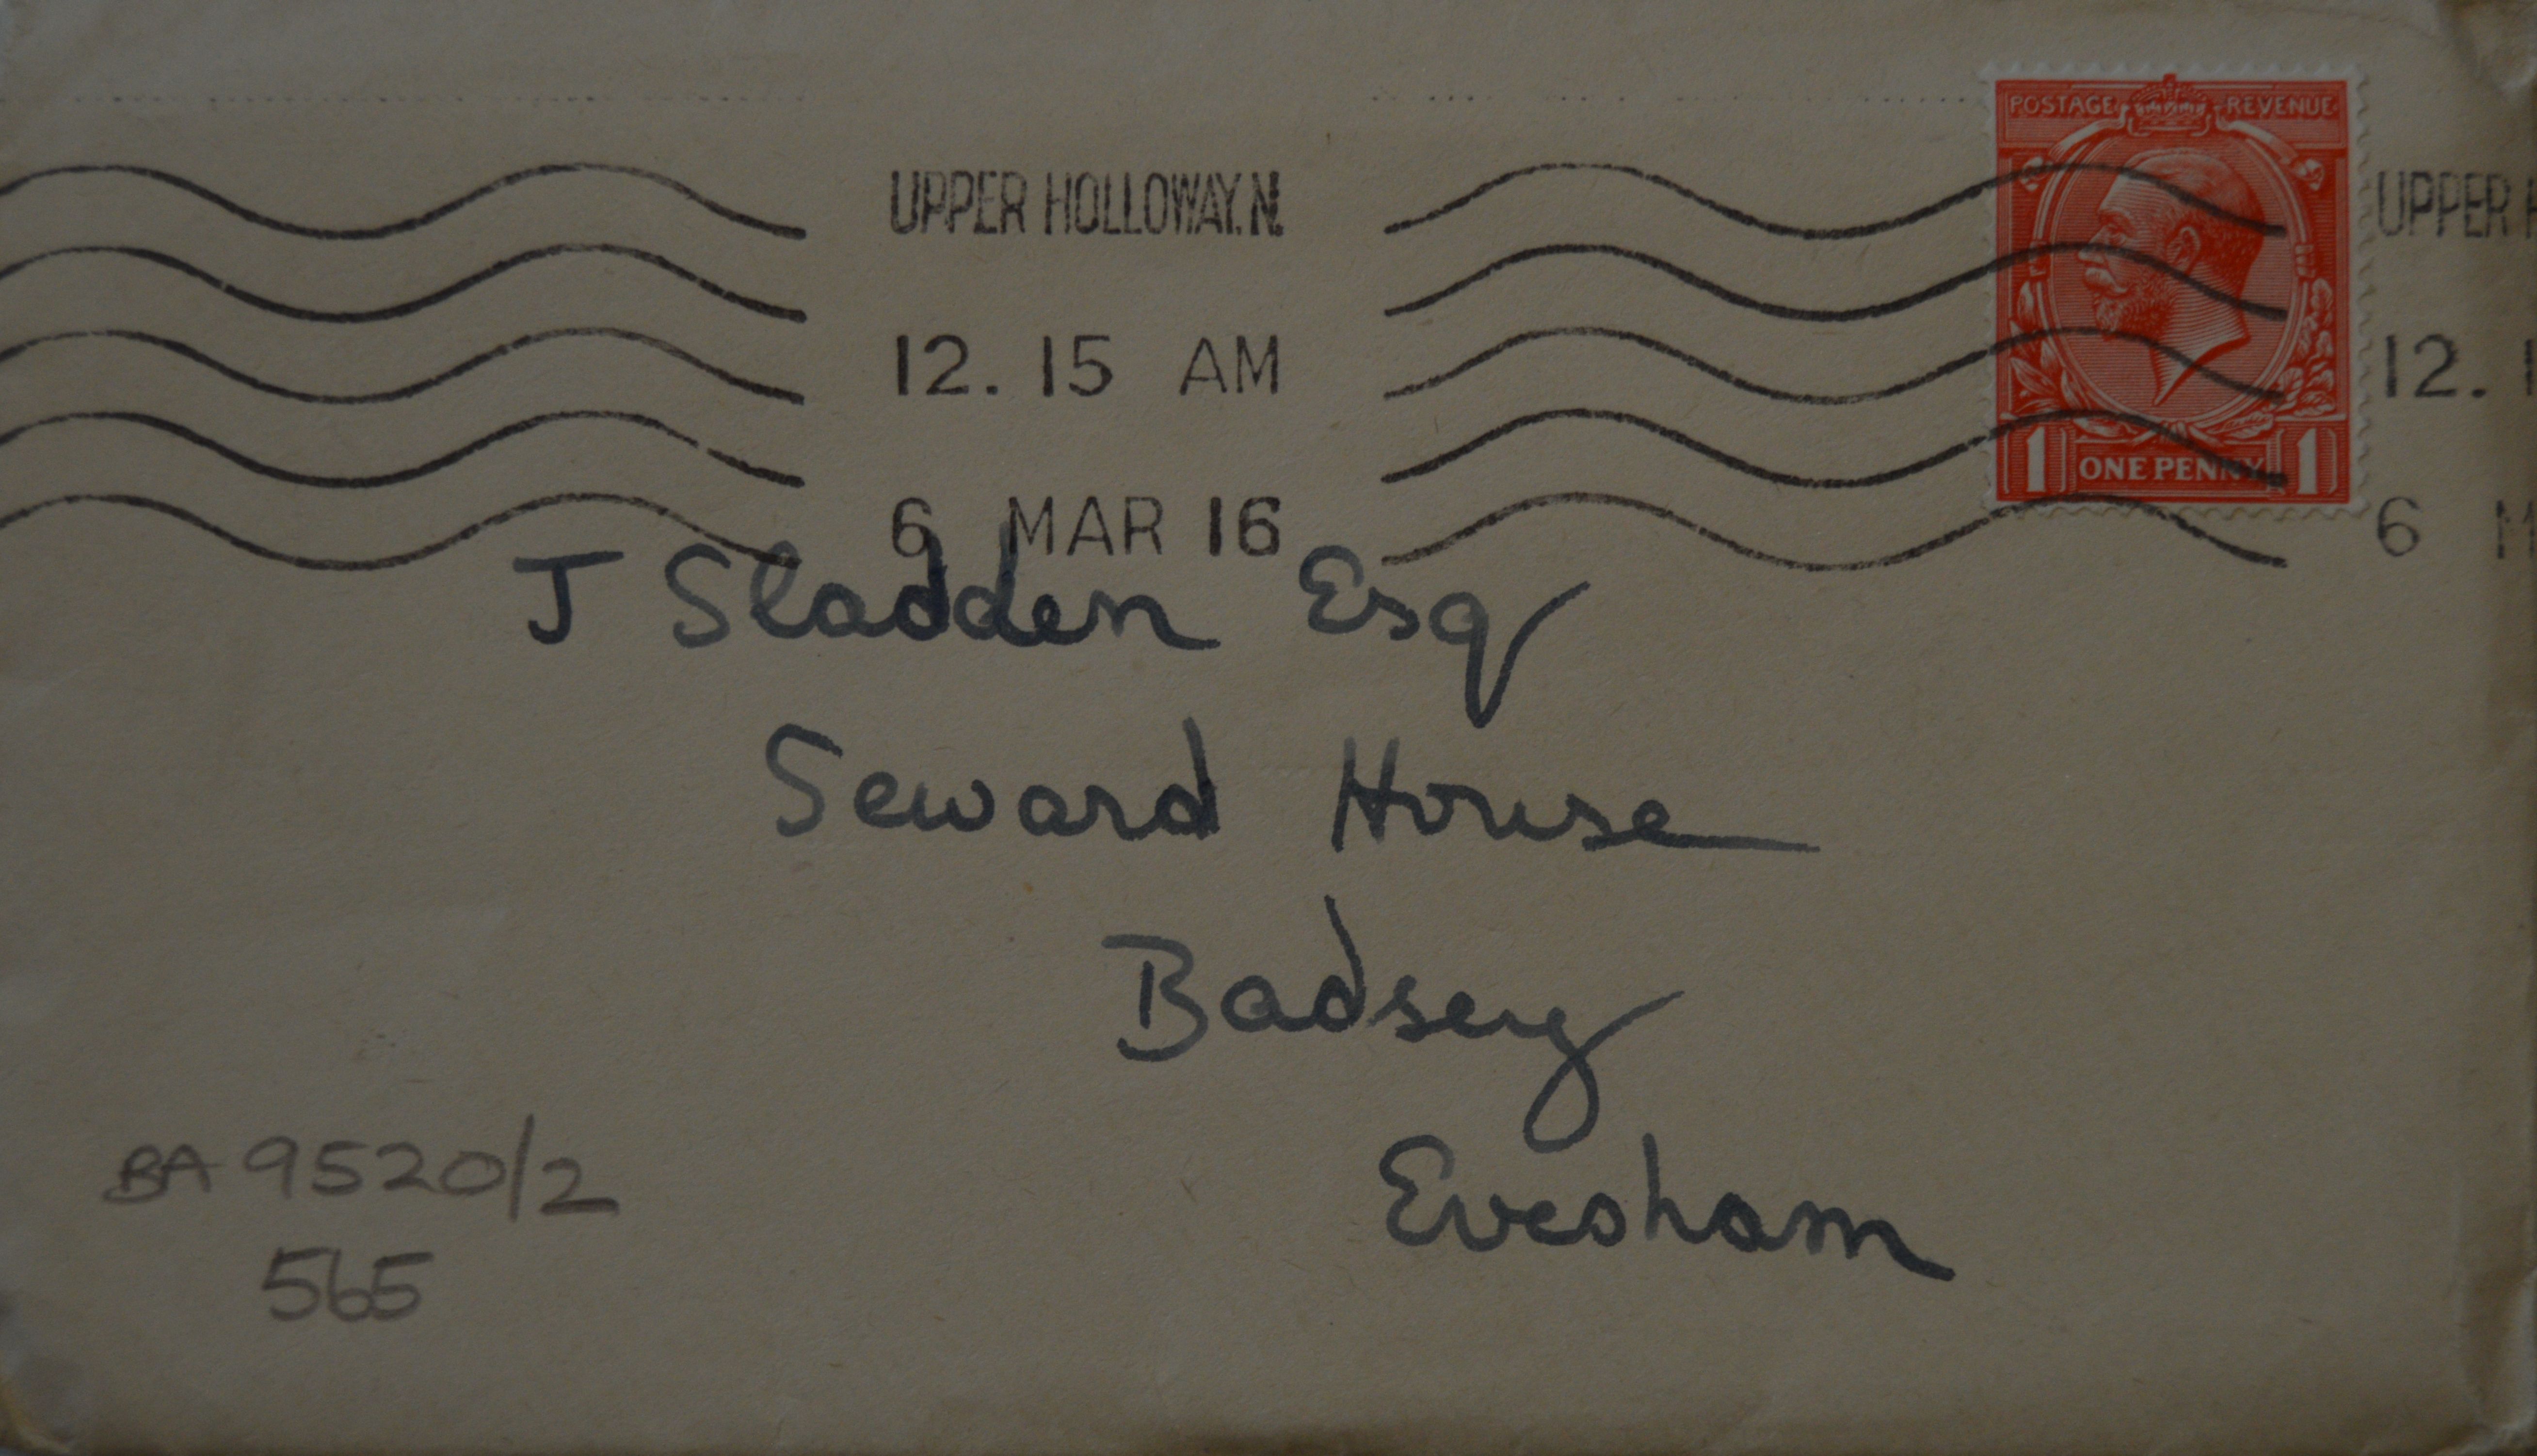 POSTAGE REVENUE
UPPER HOLLOWAY.N.
UPPER H
12. 15 AM
12. 1
1 ONE PENNY 1
6 MAR 16
6 M
J Sladden Esq
Seward House
Badsey
Evesham
BA 9520/2
565